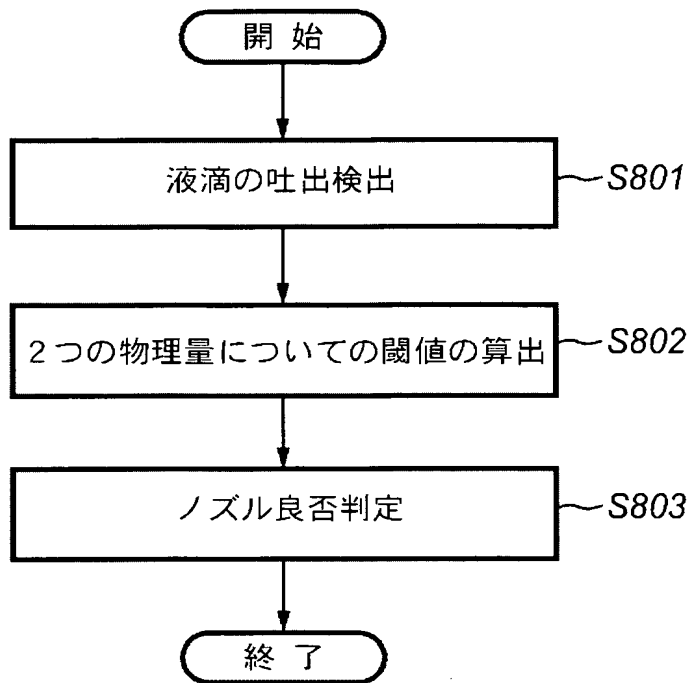 開 始
液滴の吐出検出
S801
２つの物理量についての閾値の算出
S802
ノズル良否判定
S803
終 了